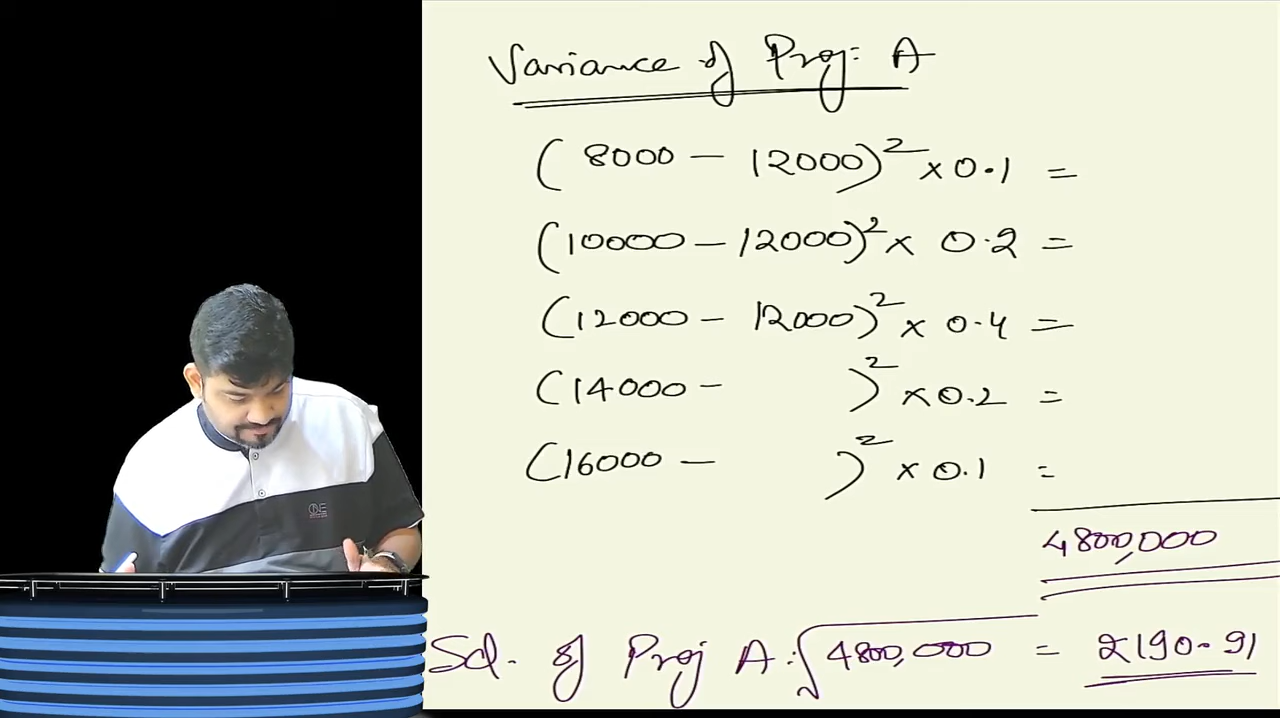 Variance of Proj: A
(8000 - 12000)² × 0.1 =
(10000 - 12000)² × 0.2 =
(12000 - 12000)² × 0.4 =
(14000 -       )² × 0.2 =
(16000 -       )² × 0.1 =
4800,000
Sd. of Proj A: √4800,000 = 2190.91